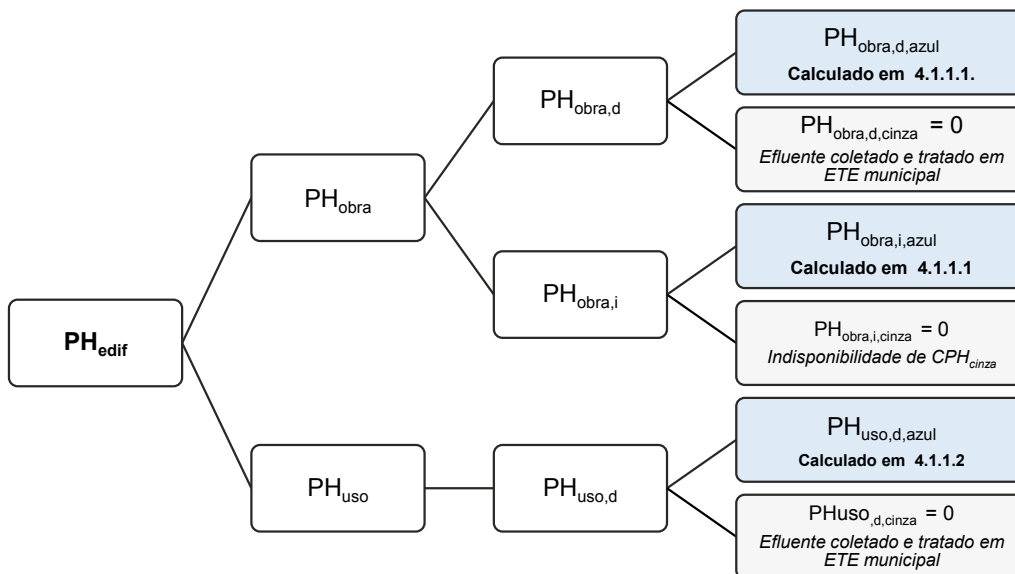 PH_edif
PH_obra
PH_uso
PH_obra,d
PH_obra,i
PH_uso,d
PH_obra,d,azul
Calculado em 4.1.1.1.
PH_obra,d,cinza = 0
Efluente coletado e tratado em
ETE municipal
PH_obra,i,azul
Calculado em 4.1.1.1
PH_obra,i,cinza = 0
Indisponibilidade de CPH_cinza
PH_uso,d,azul
Calculado em 4.1.1.2
PHuso_,d,cinza = 0
Efluente coletado e tratado em
ETE municipal